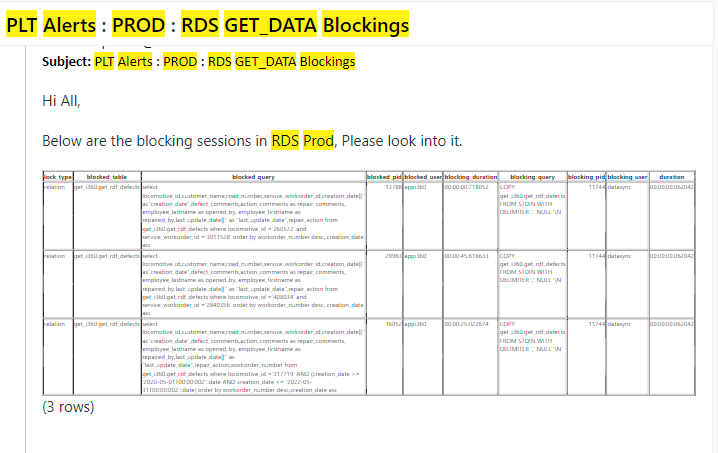 PLT Alerts : PROD : RDS GET_DATA Blockings
Subject: PLT Alerts : PROD : RDS GET_DATA Blockings
Hi All,
Below are the blocking sessions in RDS Prod, Please look into it.
lock_type blocked_table blocked_query blocked_pid blocked_user blocking_duration blocking_query blocking_pid blocking_user duration
relation get_i360.get_rdf_defects select 13788 appi360 00:00:00.718052 COPY 11744 datasync 00:00:00.062042
locomotive_id,customer_name,road_number,service_workorder_id,creation_date||'' get_i360.get_rdf_defects
as"creation_date",defect_comments,action_comments as repair_comments, FROM STDIN WITH
employee_lastname as opened_by, employee_firstname as DELIMITER ',' NULL '\N'
repaired_by,last_update_date||'' as "last_update_date",repair_action from
get_i360.get_rdf_defects where locomotive_id = '260572' and
service_workorder_id = '3011528' order by workorder_number desc, creation_date
asc
relation get_i360.get_rdf_defects select 29963 appi360 00:00:45.616633 COPY 11744 datasync 00:00:00.062042
locomotive_id,customer_name,road_number,service_workorder_id,creation_date||'' get_i360.get_rdf_defects
as"creation_date",defect_comments,action_comments as repair_comments, FROM STDIN WITH
employee_lastname as opened_by, employee_firstname as DELIMITER ',' NULL '\N'
repaired_by,last_update_date||'' as "last_update_date",repair_action from
get_i360.get_rdf_defects where locomotive_id = '408034' and
service_workorder_id = '2840356' order by workorder_number desc, creation_date
asc
relation get_i360.get_rdf_defects select 16052 appi360 00:00:25.022674 COPY 11744 datasync 00:00:00.062042
locomotive_id,customer_name,road_number,service_workorder_id,creation_date||'' get_i360.get_rdf_defects
as"creation_date",defect_comments,action_comments as repair_comments, FROM STDIN WITH
employee_lastname as opened_by, employee_firstname as DELIMITER ',' NULL '\N'
repaired_by,last_update_date||'' as
"last_update_date",repair_action,workorder_number from
get_i360.get_rdf_defects where locomotive_id = '317719' AND (creation_date >=
'2020-05-01T00:00:00Z'::date AND creation_date <= '2022-05-
31T00:00:00Z'::date) order by workorder_number desc,creation_date asc
(3 rows)